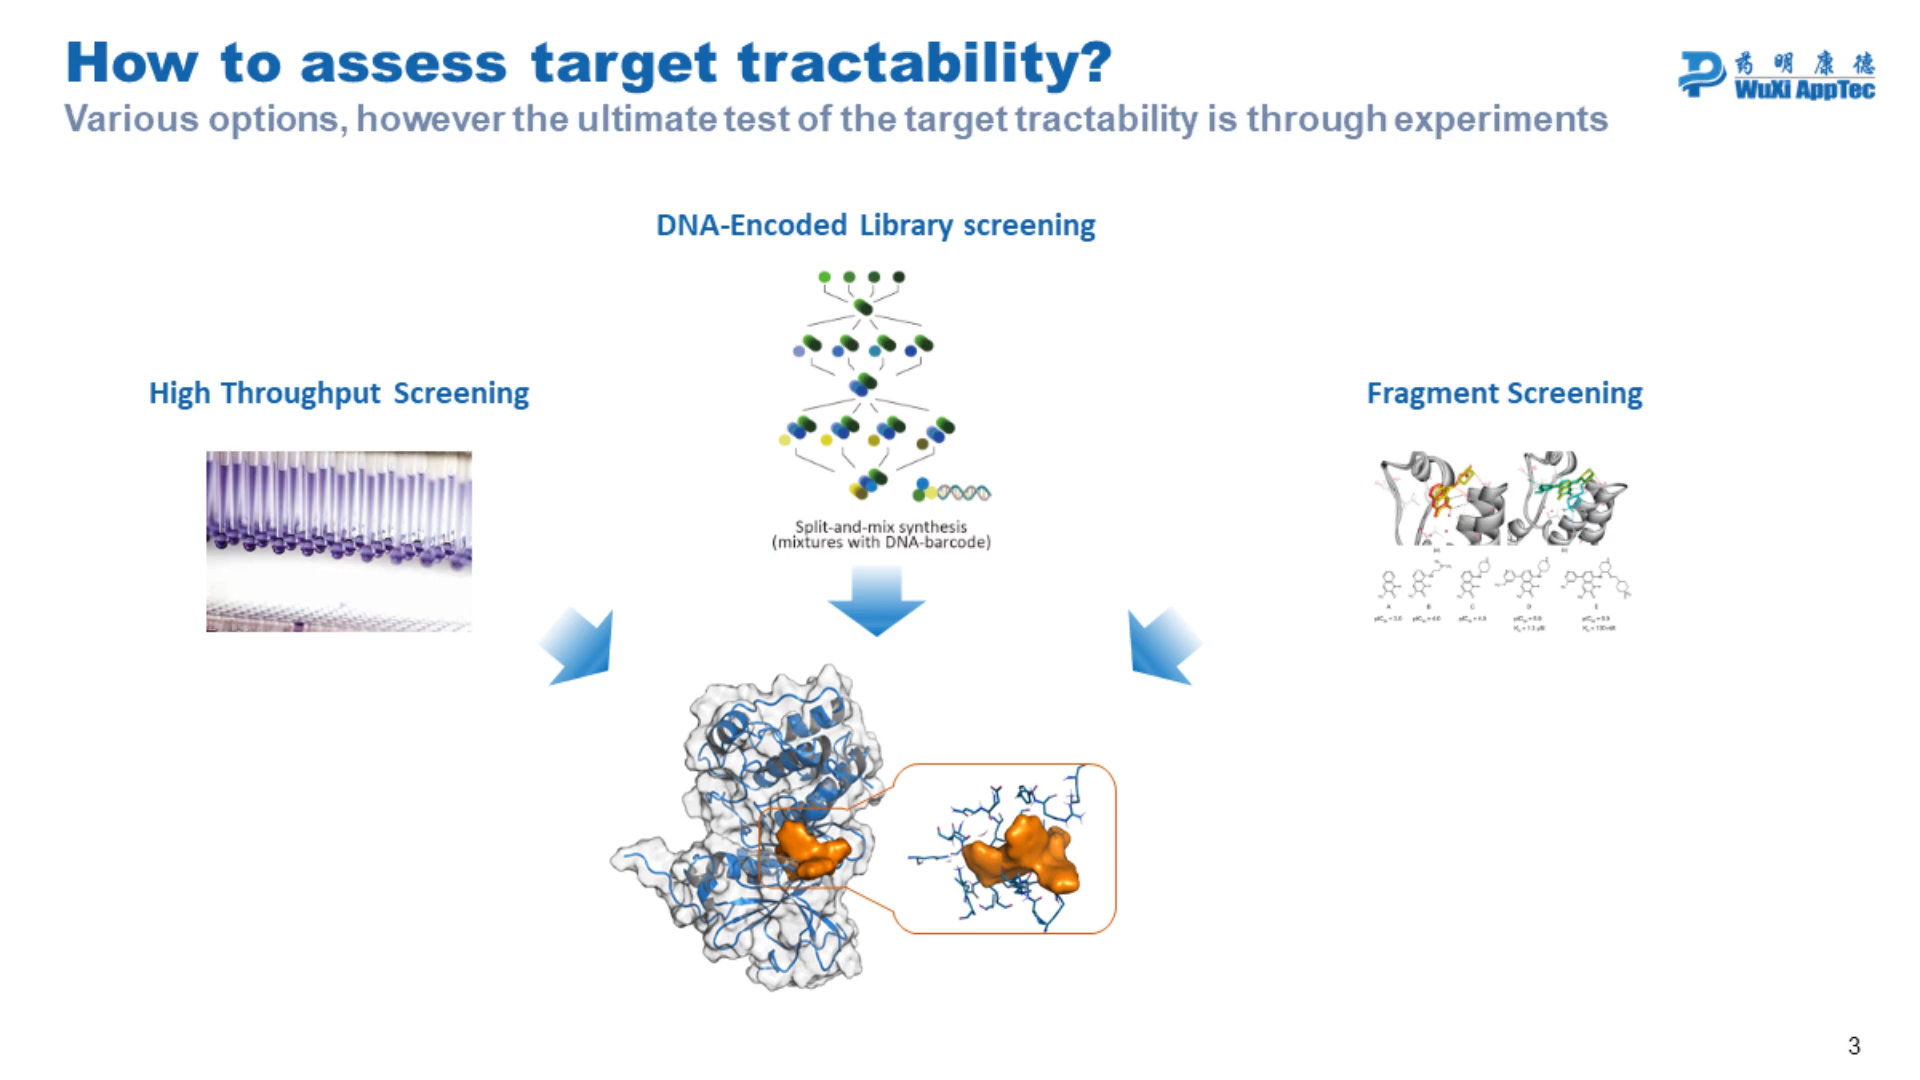 How to assess target tractability?
Various options, however the ultimate test of the target tractability is through experiments
药明康德
WuXi AppTec
DNA-Encoded Library screening
High Throughput Screening
Fragment Screening
Split-and-mix synthesis
(mixtures with DNA-barcode)
A B C D E
3